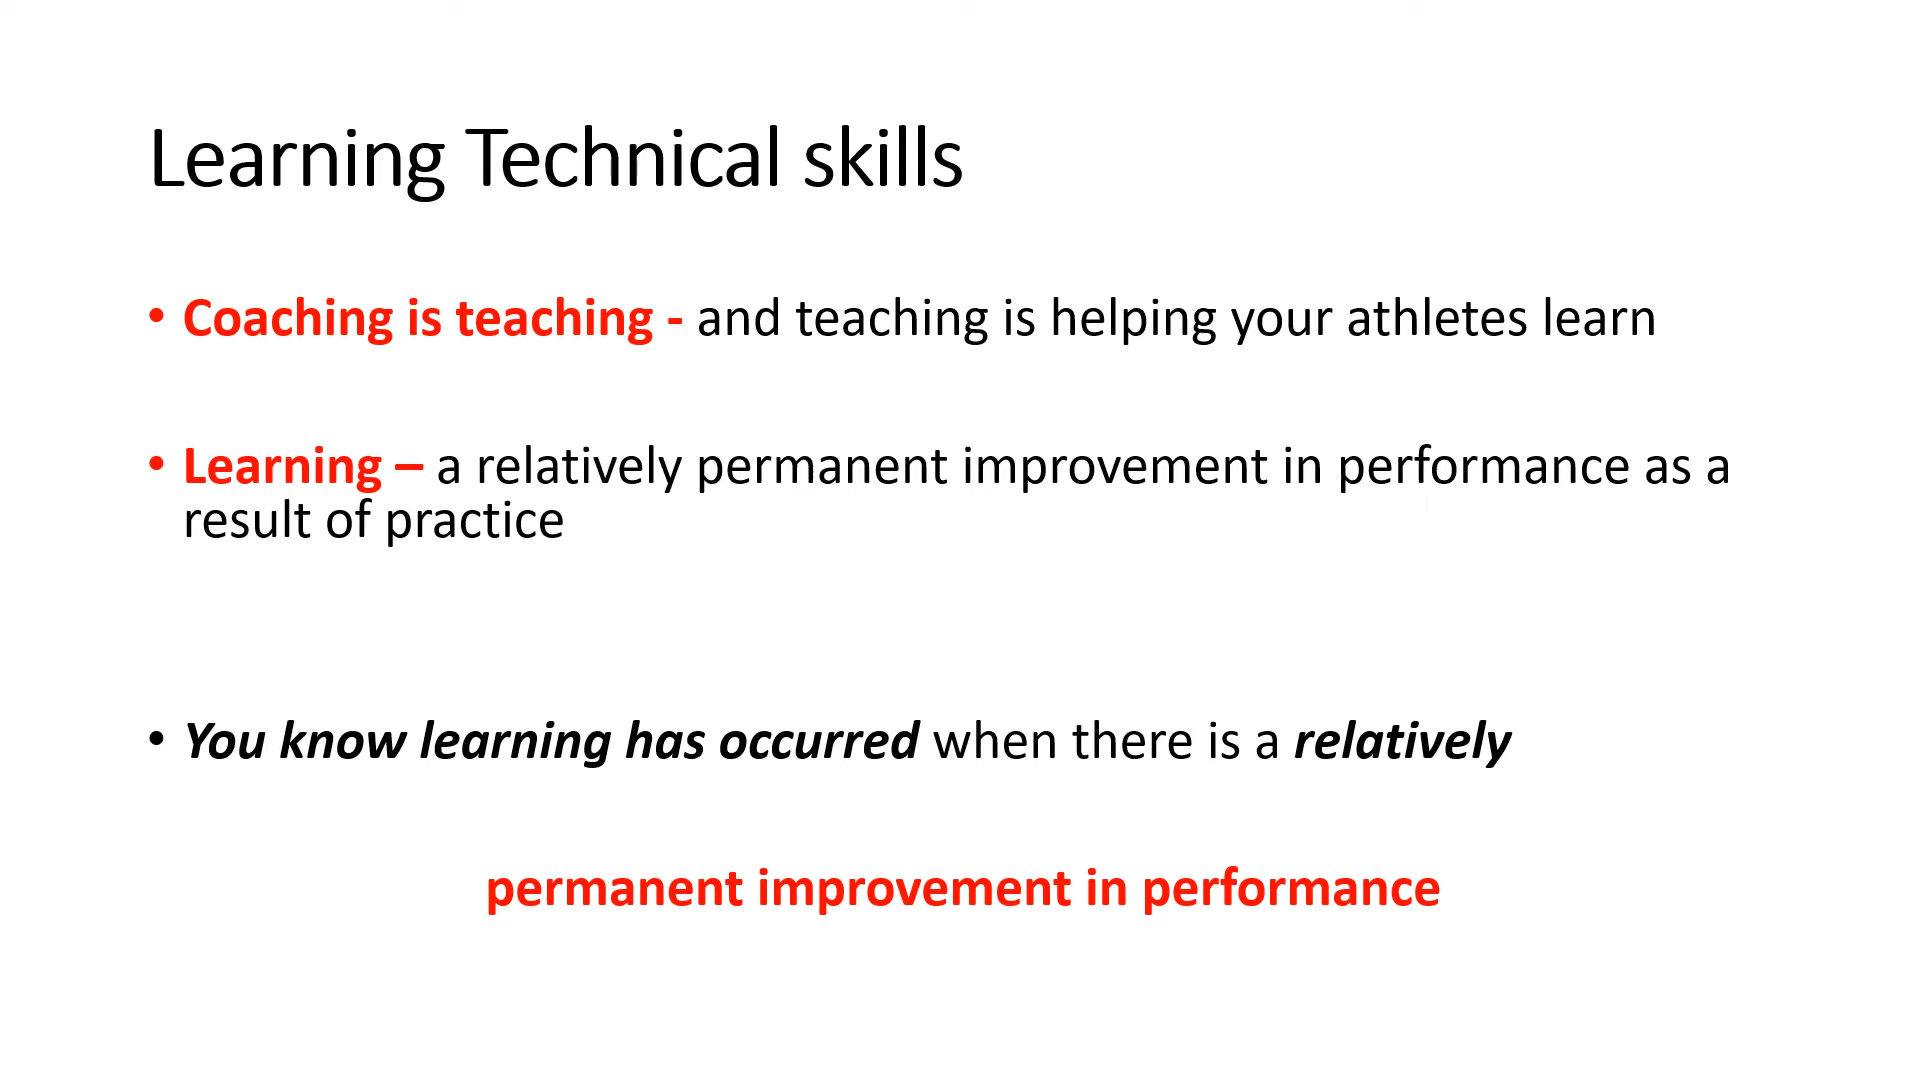 Learning Technical skills
• Coaching is teaching - and teaching is helping your athletes learn
• Learning – a relatively permanent improvement in performance as a
result of practice
• You know learning has occurred when there is a relatively
permanent improvement in performance